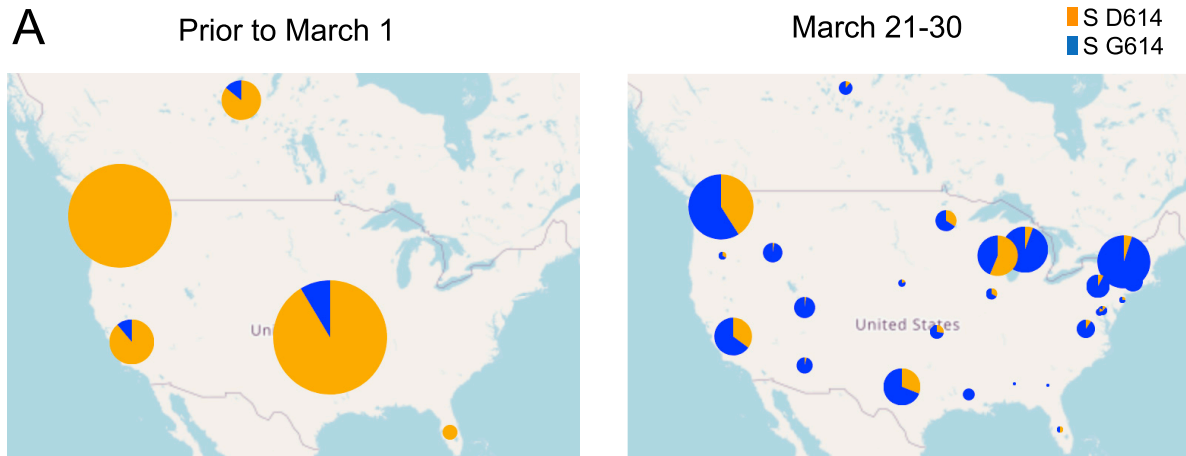 A
Prior to March 1
March 21-30
S D614
S G614
Un
United States